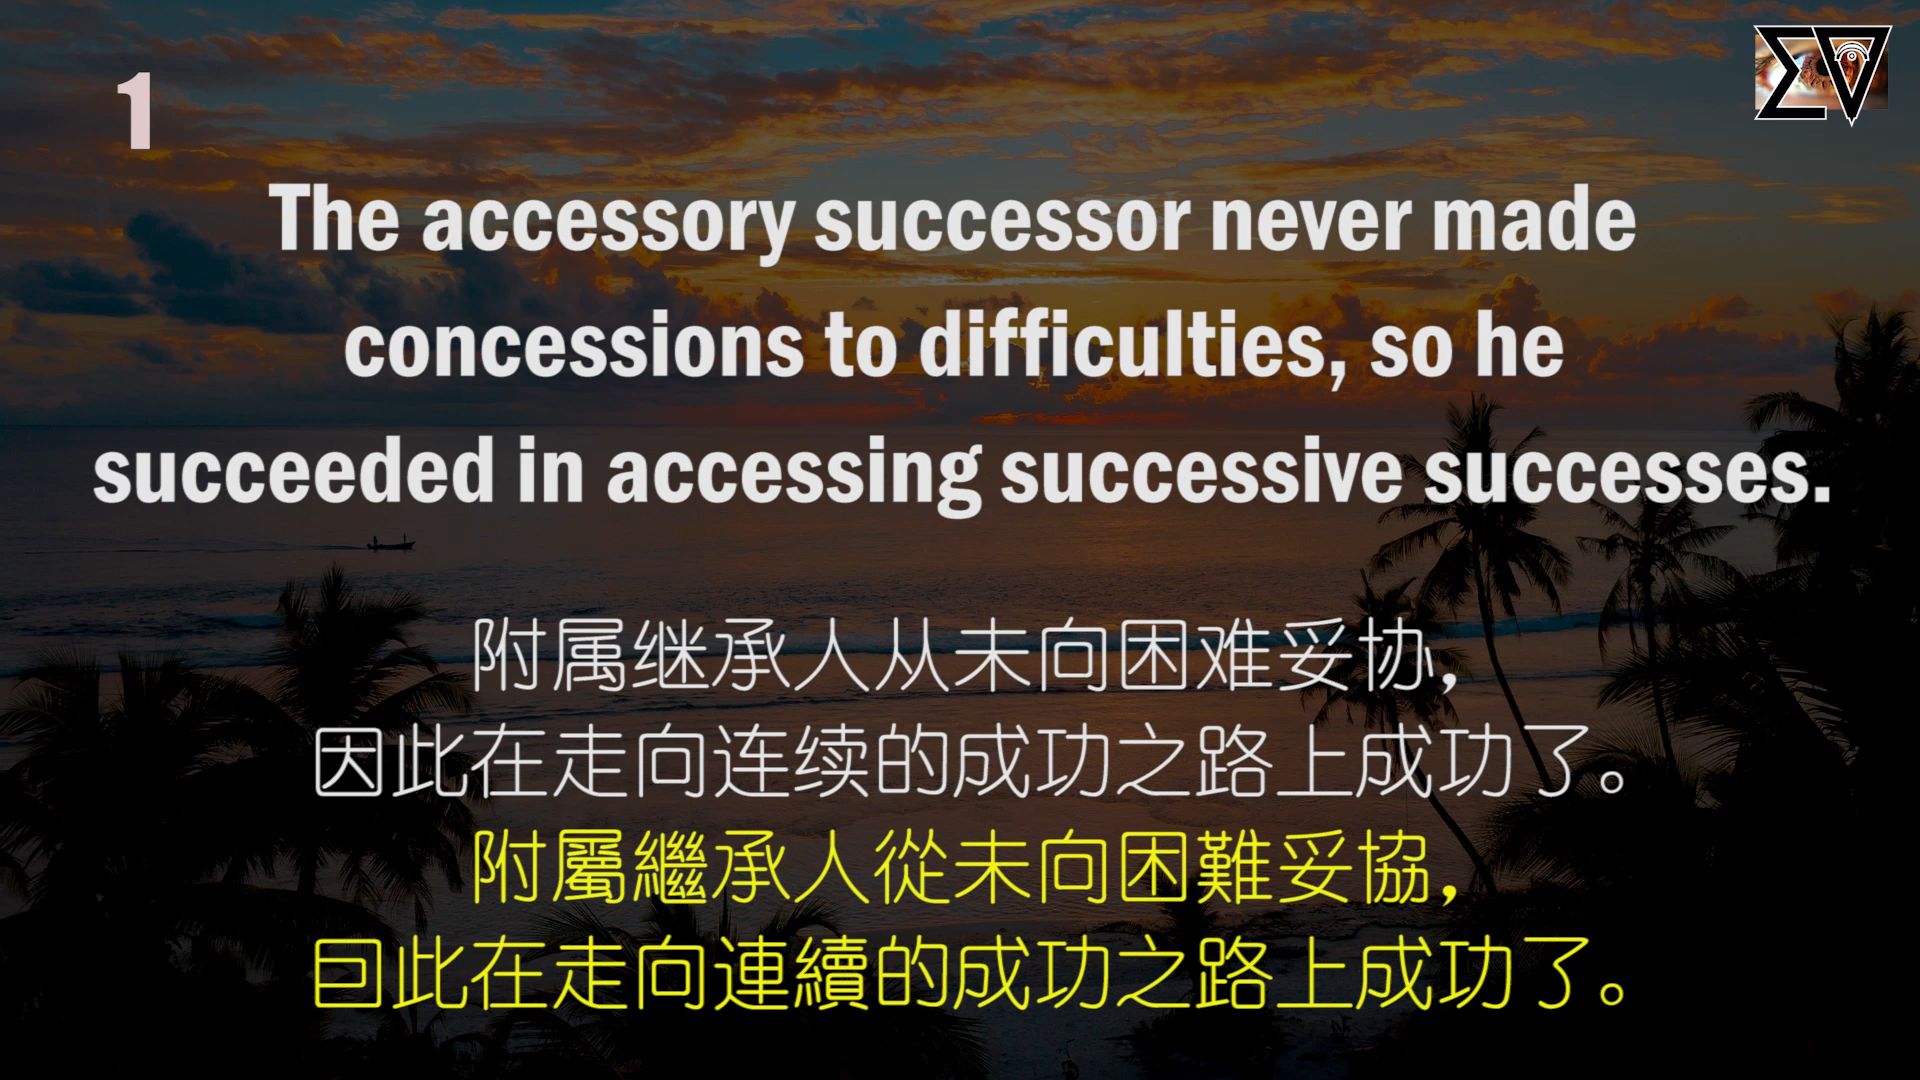 1
The accessory successor never made
concessions to difficulties, so he
succeeded in accessing successive successes.
附属继承人从未向困难妥协，
因此在走向连续的成功之路上成功了。
附屬繼承人從未向困難妥協，
囙此在走向連續的成功之路上成功了。